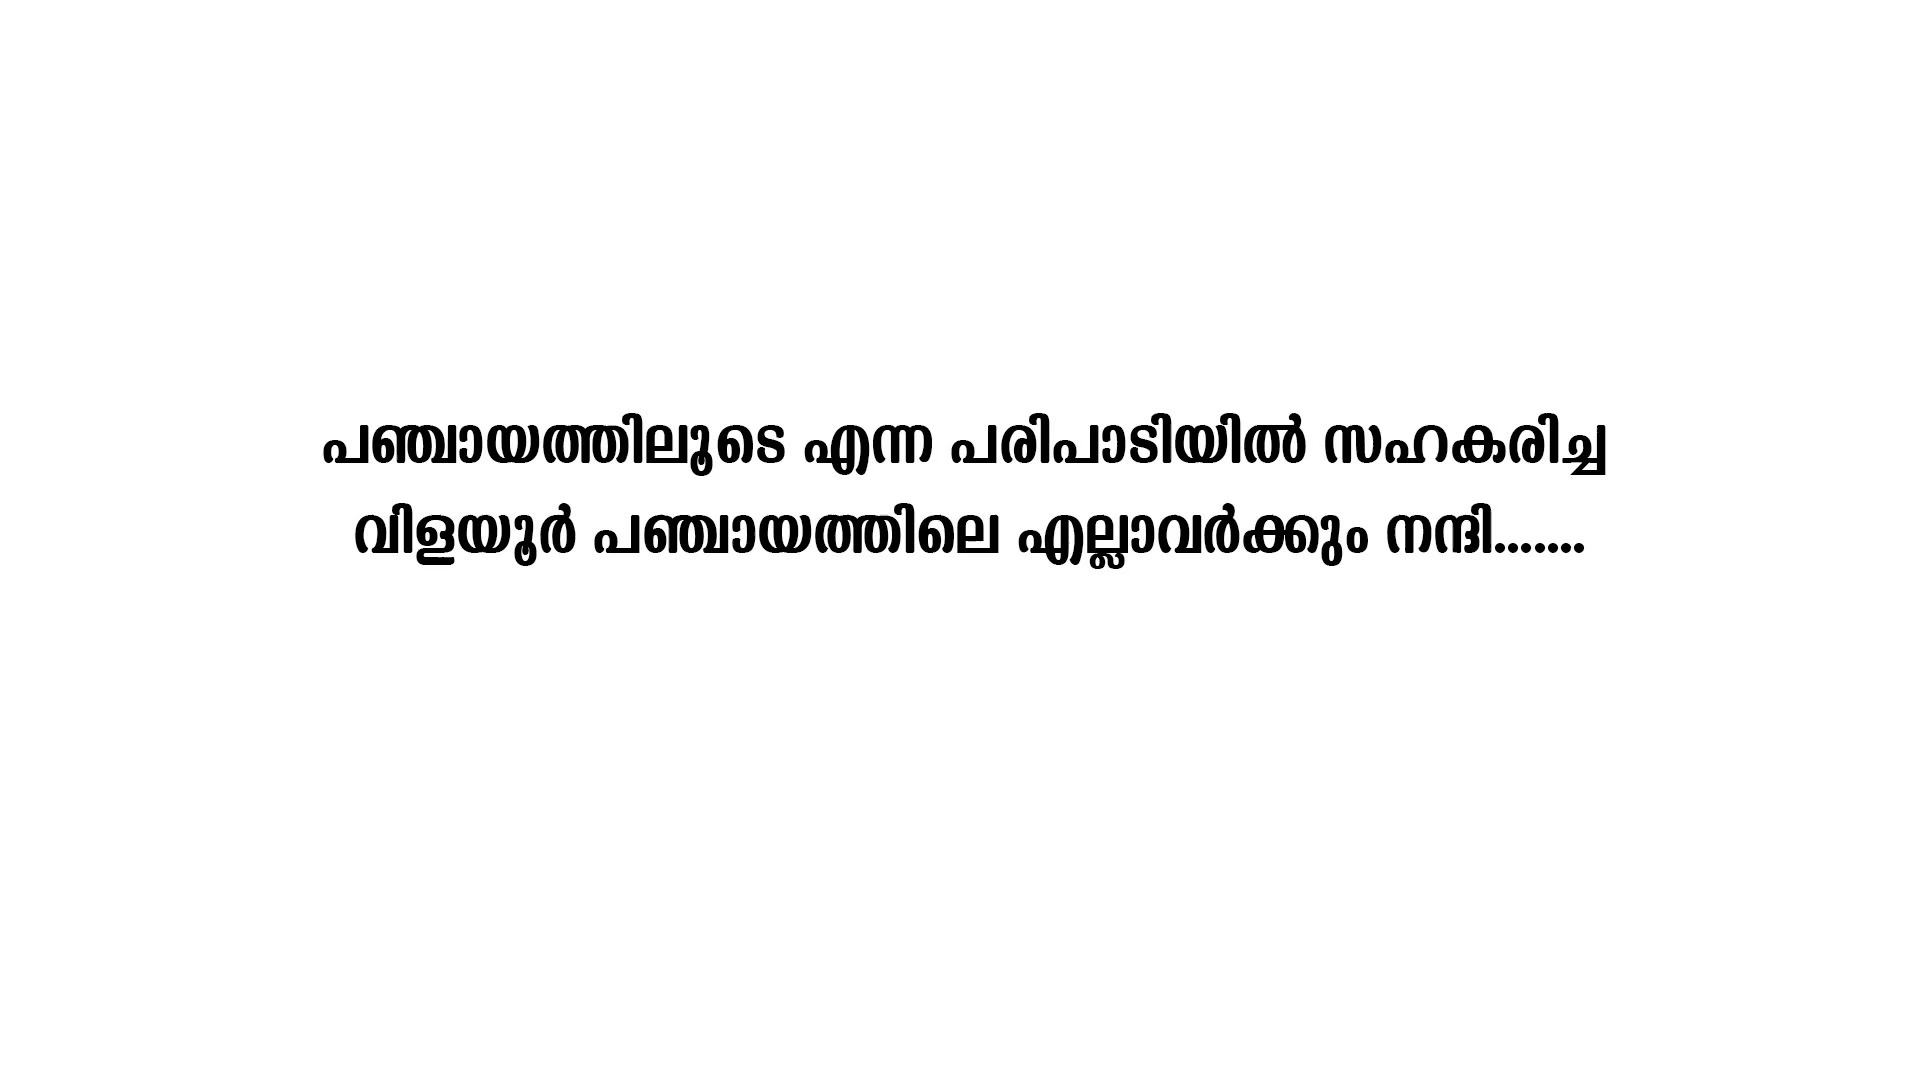 പഞ്ചായത്തിലൂടെ എന്ന പരിപാടിയിൽ സഹകരിച്ച
വിളയൂർ പഞ്ചായത്തിലെ എല്ലാവർക്കും നന്ദി.......